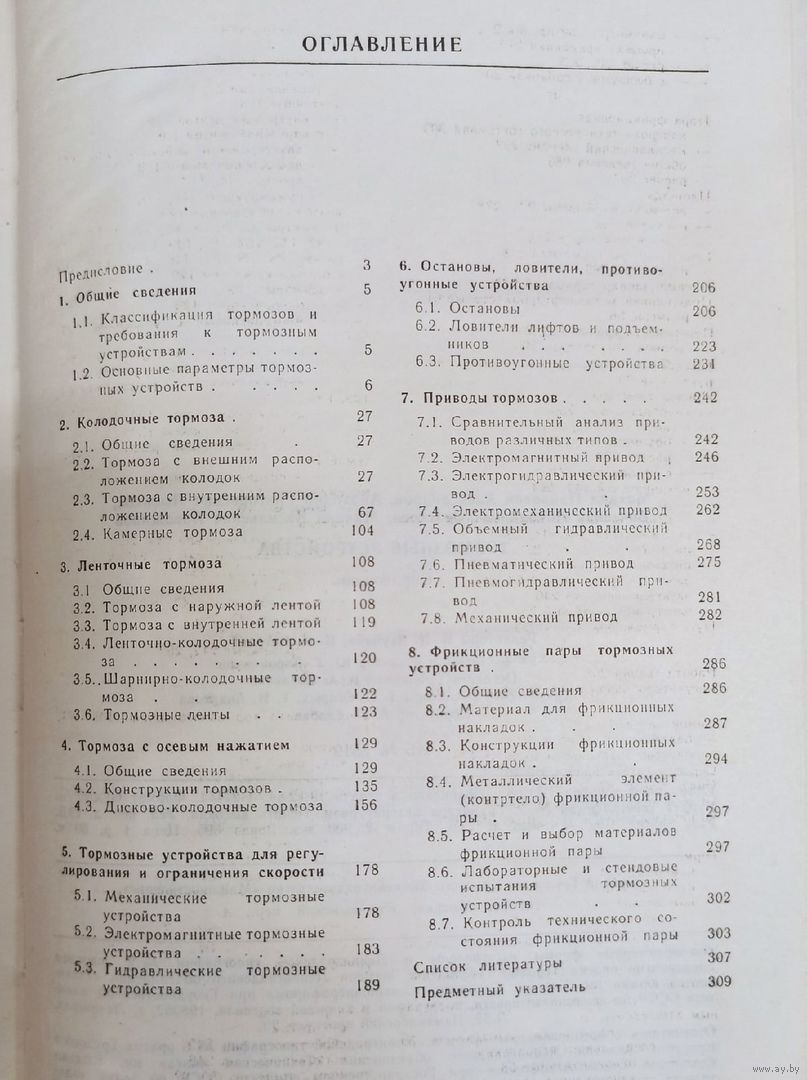 ОГЛАВЛЕНИЕ
Предисловие . 3
1. Общие сведения 5
1.1. Классификация тормозов и
требования к тормозным
устройствам . . . . . . . 5
1.2. Основные параметры тормоз-
ных устройств . . . . . 6
2. Колодочные тормоза . 27
2.1. Общие сведения . 27
2.2. Тормоза с внешним распо-
ложением колодок 27
2.3. Тормоза с внутренним распо-
ложением колодок 67
2.4. Камерные тормоза 104
3. Ленточные тормоза 108
3.1 Общие сведения 108
3.2. Тормоза с наружной лентой 108
3.3. Тормоза с внутренней лентой 119
3.4. Ленточно-колодочные тормо-
за . . . . . . . . 120
3.5. Шарнирно-колодочные тор-
моза . . 122
3.6. Тормозные ленты . . 123
4. Тормоза с осевым нажатием 129
4.1. Общие сведения 129
4.2. Конструкции тормозов . 135
4.3. Дисково-колодочные тормоза 156
5. Тормозные устройства для регу-
лирования и ограничения скорости 178
5.1. Механические тормозные
устройства 178
5.2. Электромагнитные тормозные
устройства . . . . . . . 183
5.3. Гидравлические тормозные
устройства 189
6. Остановы, ловители, противо-
угонные устройства 206
6.1. Остановы 206
6.2. Ловители лифтов и подъем-
ников . . . . . . . 223
6.3. Противоугонные устройства 231
7. Приводы тормозов . . . . . 242
7.1. Сравнительный анализ при-
водов различных типов . 242
7.2. Электромагнитный привод 246
7.3. Электрогидравлический при-
вод . . 253
7.4. Электромеханический привод 262
7.5. Объемный гидравлический
привод . . 268
7.6. Пневматический привод 275
7.7. Пневмогидравлический при-
вод 281
7.8. Механический привод 282
8. Фрикционные пары тормозных
устройств . 286
8.1. Общие сведения 286
8.2. Материал для фрикционных
накладок . . . 287
8.3. Конструкции фрикционных
накладок . . 294
8.4. Металлический элемент
(контртело) фрикционной па-
ры . 297
8.5. Расчет и выбор материалов
фрикционной пары 297
8.6. Лабораторные и стендовые
испытания тормозных
устройств . . 302
8.7. Контроль технического со-
стояния фрикционной пары 303
Список литературы 307
Предметный указатель 309
www.ay.by